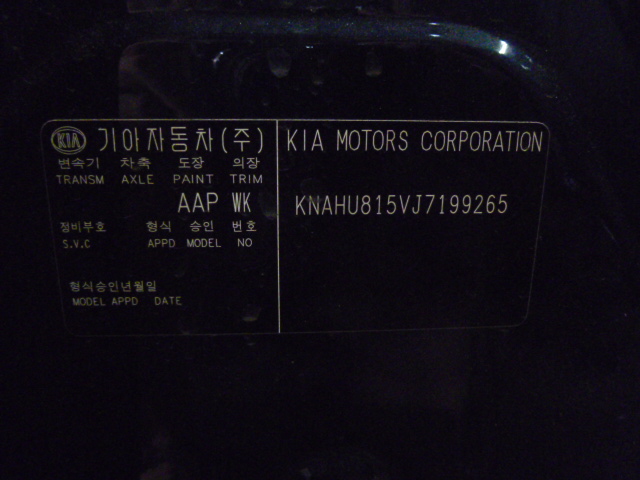 KIA 기아자동차(주) KIA MOTORS CORPORATION
변속기 차축 도장 의장
TRANSM AXLE PAINT TRIM
AAP WK KNAHU815VJ7199265
정비부호 형식 승인 번호
S.V.C APPD MODEL NO
형식승인년월일
MODEL APPD DATE